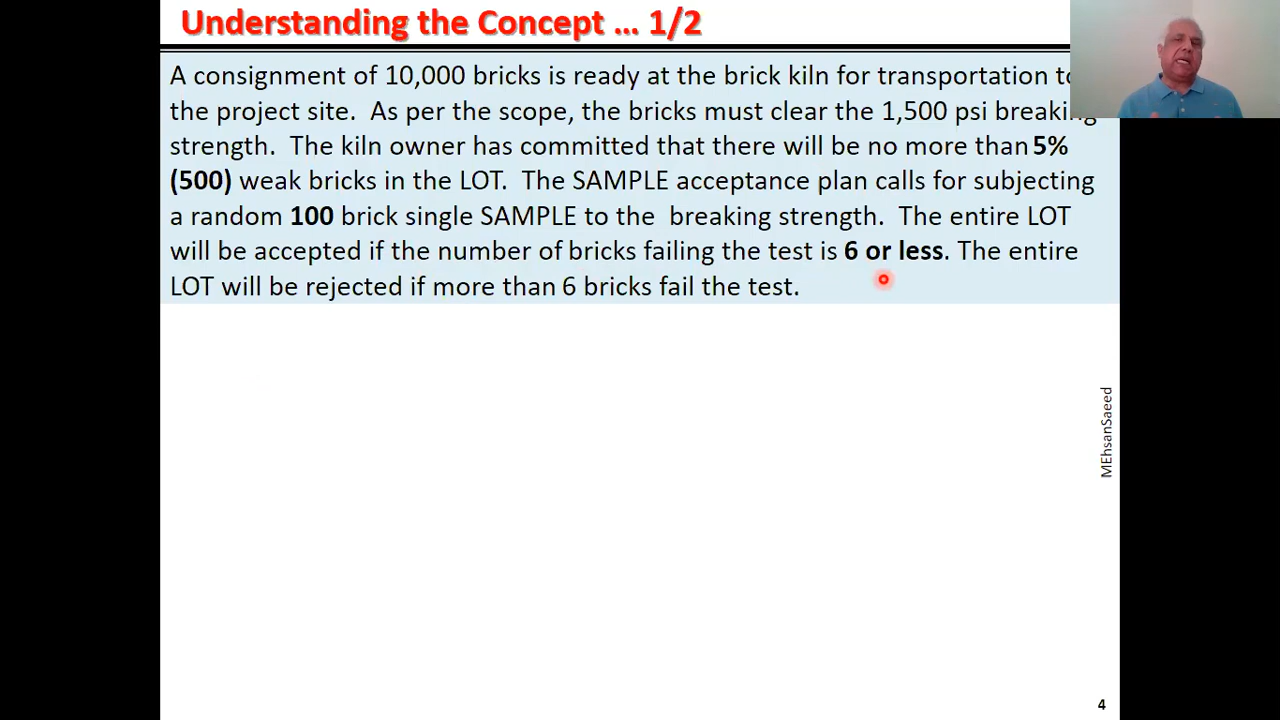 Understanding the Concept ... 1/2
A consignment of 10,000 bricks is ready at the brick kiln for transportation to
the project site. As per the scope, the bricks must clear the 1,500 psi breaking
strength. The kiln owner has committed that there will be no more than 5%
(500) weak bricks in the LOT. The SAMPLE acceptance plan calls for subjecting
a random 100 brick single SAMPLE to the breaking strength. The entire LOT
will be accepted if the number of bricks failing the test is 6 or less. The entire
LOT will be rejected if more than 6 bricks fail the test.
MEhsanSaeed
4